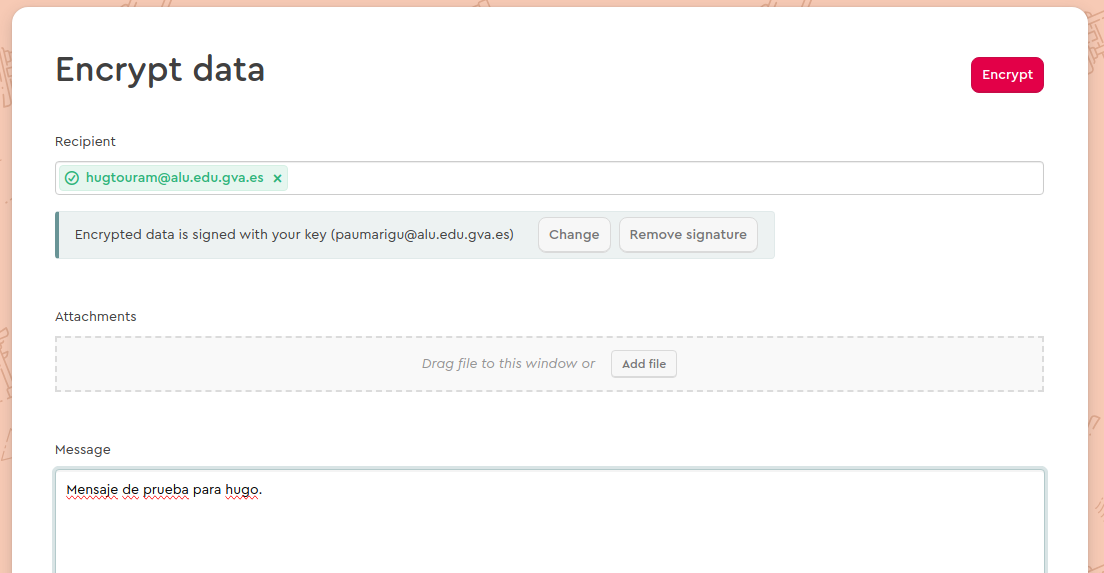 Encrypt data
Encrypt
Recipient
hugtouram@alu.edu.gva.es ×
Encrypted data is signed with your key (paumarigu@alu.edu.gva.es) Change Remove signature
Attachments
Drag file to this window or Add file
Message
Mensaje de prueba para hugo.